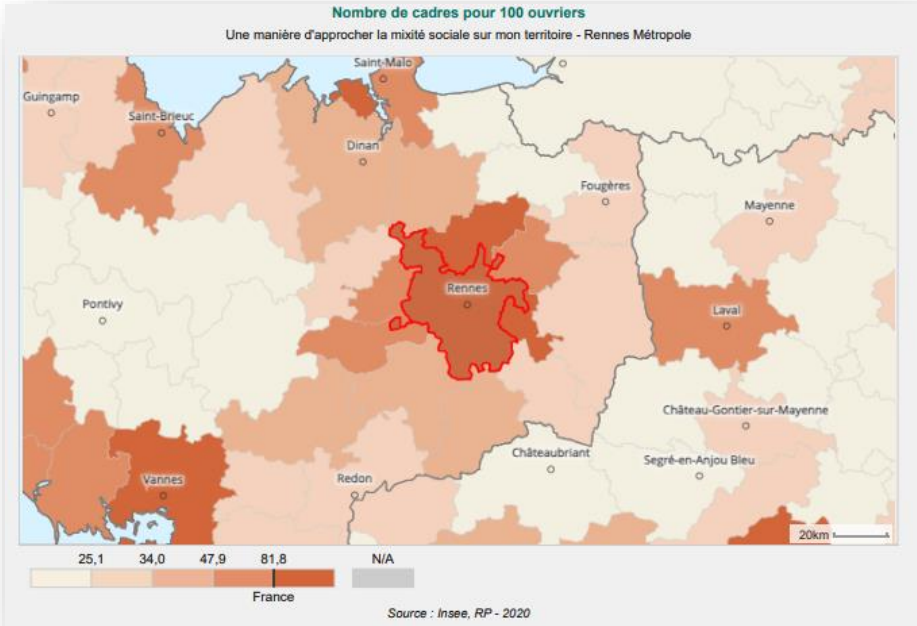 Nombre de cadres pour 100 ouvriers
Une manière d'approcher la mixité sociale sur mon territoire - Rennes Métropole
Saint-Malo
Guingamp
Saint-Brieuc
Dinan
Fougères
Mayenne
Rennes
Pontivy
Laval
Château-Gontier-sur-Mayenne
Châteaubriant
Segré-en-Anjou Bleu
Vannes
Redon
20km
25,1 34,0 47,9 81,8 N/A
France
Source : Insee, RP - 2020